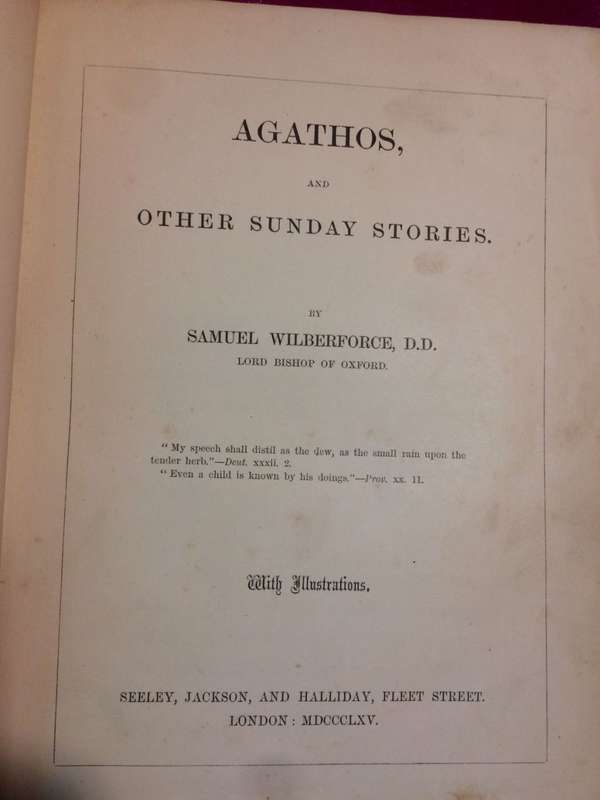 AGATHOS,
AND
OTHER SUNDAY STORIES.
BY
SAMUEL WILBERFORCE, D.D.
LORD BISHOP OF OXFORD.
“ My speech shall distil as the dew, as the small rain upon the
tender herb.”—Deut. xxxii. 2.
“ Even a child is known by his doings.”—Prov. xx. 11.
With Illustrations.
SEELEY, JACKSON, AND HALLIDAY, FLEET STREET.
LONDON : MDCCCLXV.